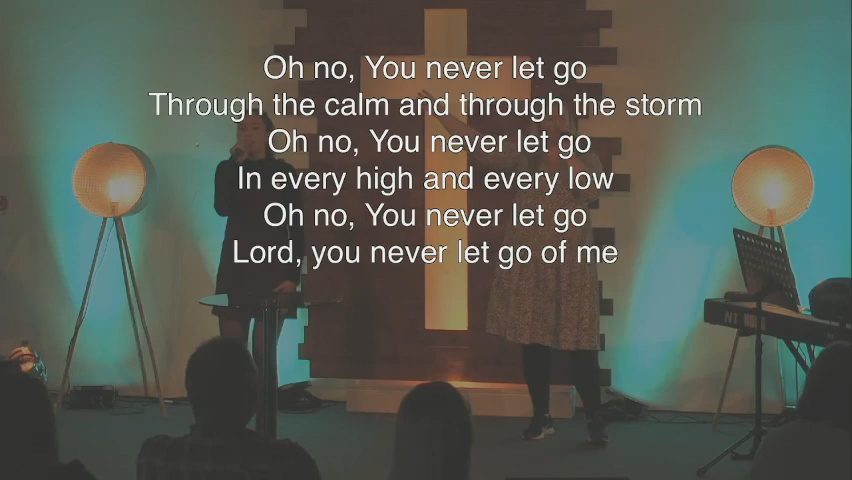 Oh no, You never let go
Through the calm and through the storm
Oh no, You never let go
In every high and every low
Oh no, You never let go
Lord, you never let go of me
N1